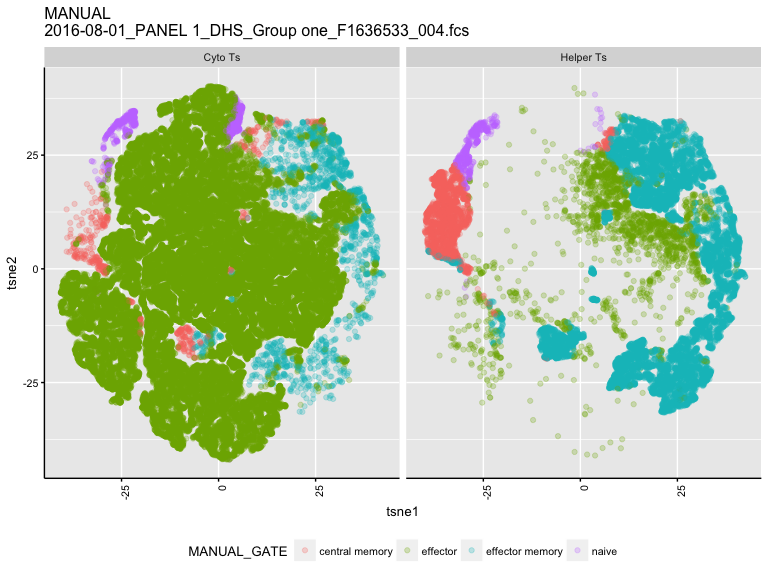 MANUAL
2016-08-01_PANEL 1_DHS_Group one_F1636533_004.fcs
Cyto Ts
Helper Ts
tsne2
25
0
-25
-25
0
25
-25
0
25
tsne1
MANUAL_GATE
central memory
effector
effector memory
naive